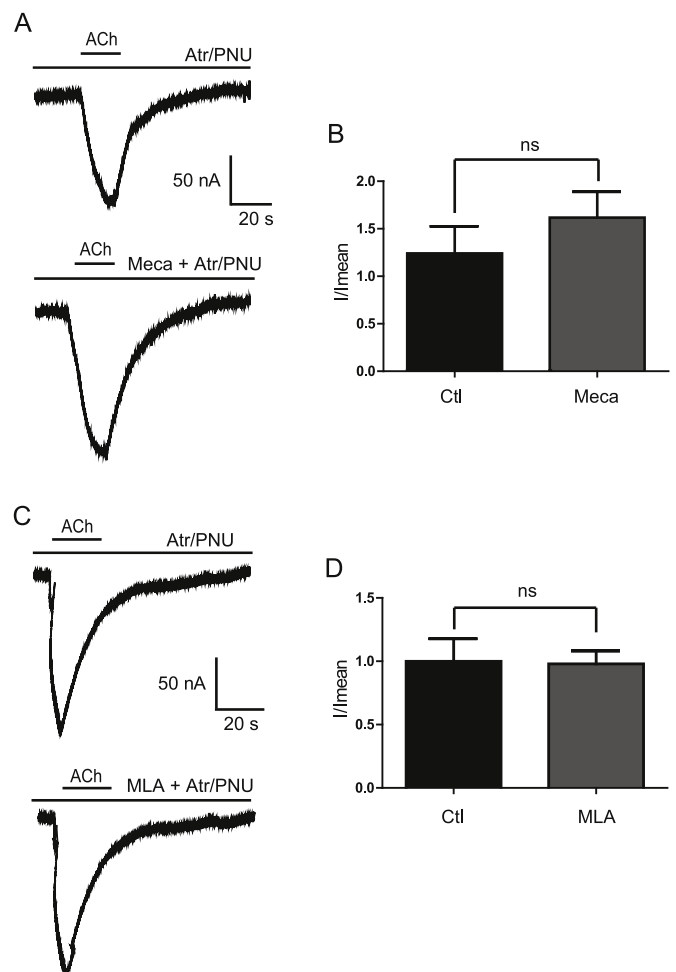 A
ACh
Atr/PNU
50 nA
20 s
ACh
Meca + Atr/PNU
B
ns
I/Imean
2.0
1.5
1.0
0.5
0.0
Ctl
Meca
C
ACh
Atr/PNU
50 nA
20 s
ACh
MLA + Atr/PNU
D
ns
I/Imean
1.5
1.0
0.5
0.0
Ctl
MLA